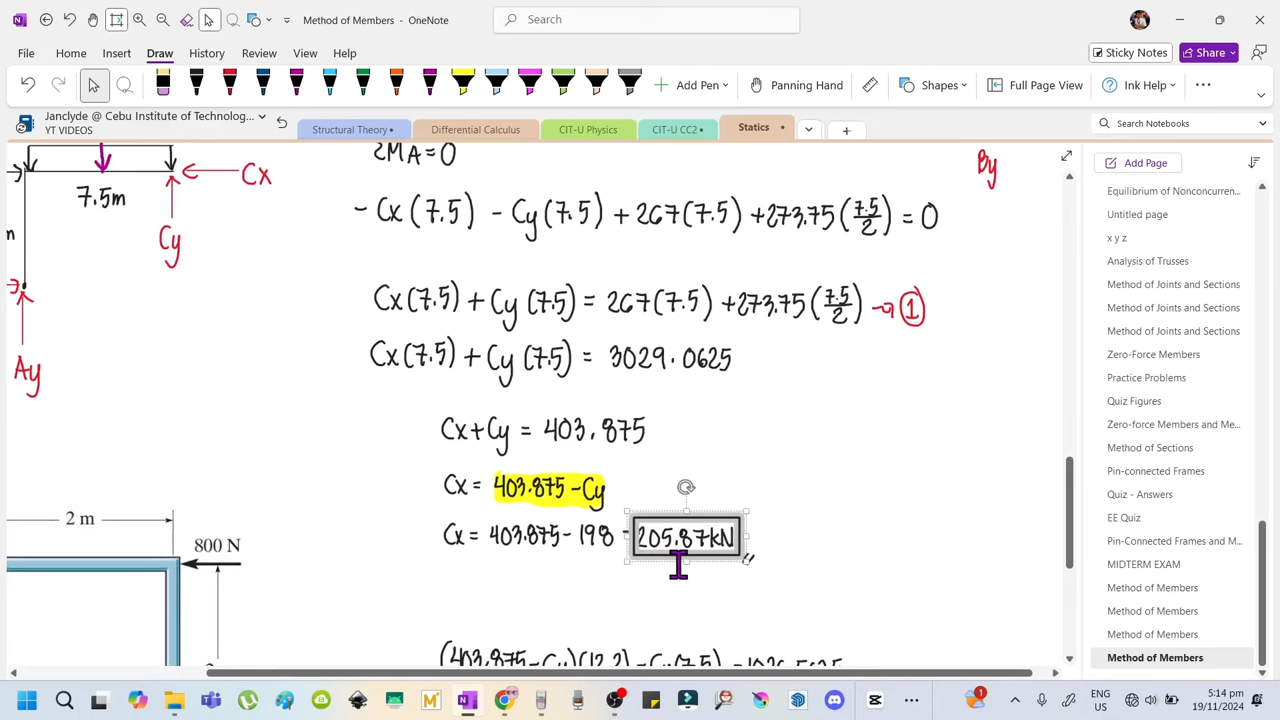 Method of Members - OneNote
Search
File Home Insert Draw History Review View Help
Sticky Notes Share
Add Pen Panning Hand Shapes Full Page View Ink Help
Janclyde @ Cebu Institute of Technolog...
YT VIDEOS
Structural Theory Differential Calculus CIT-U Physics CIT-U CC2 Statics
Search Notebooks
Add Page
Equilibrium of Nonconcurren...
Untitled page
x y z
Analysis of Trusses
Method of Joints and Sections
Method of Joints and Sections
Method of Joints and Sections
Zero-Force Members
Practice Problems
Quiz Figures
Zero-force Members and Me...
Method of Sections
Pin-connected Frames
Quiz - Answers
EE Quiz
Pin-Connected Frames and M...
MIDTERM EXAM
Method of Members
Method of Members
Method of Members
Method of Members
7.5m
Cx
Cy
Ay
By
ΣMA=0
- Cx(7.5) - Cy(7.5) + 267(7.5) +273.75(7.5/2) = 0
Cx(7.5) + Cy(7.5) = 267(7.5) +273.75(7.5/2) → 1
Cx(7.5) + Cy(7.5) = 3029.0625
Cx+Cy = 403.875
Cx = 403.875 - Cy
Cx = 403.875 - 198 = 205.87kN
(403.875 - Cy)(12.2) - Cy(7.5)
2 m
800 N
ENG
US
5:14 pm
19/11/2024
1